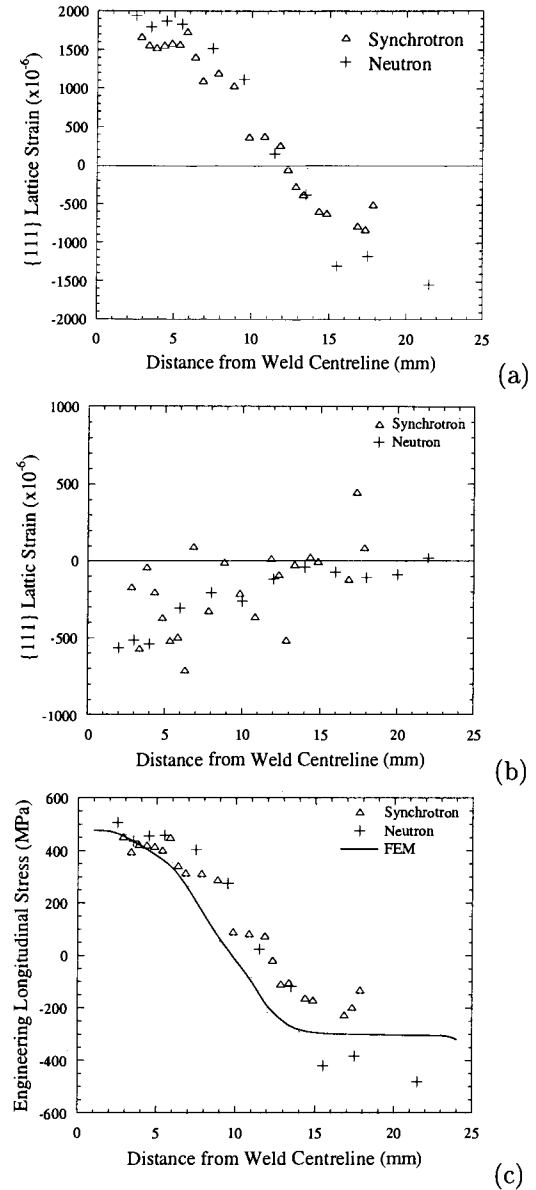 2000
1500
1000
500
0
-500
-1000
-1500
-2000
{111} Lattice Strain (x10-6)
Synchrotron
Neutron
0 5 10 15 20 25
Distance from Weld Centreline (mm)
(a)
1000
500
0
-500
-1000
{111} Lattic Strain (x10-6)
Synchrotron
Neutron
0 5 10 15 20 25
Distance from Weld Centreline (mm)
(b)
600
400
200
0
-200
-400
-600
Engineering Longitudinal Stress (MPa)
Synchrotron
Neutron
FEM
0 5 10 15 20 25
Distance from Weld Centreline (mm)
(c)